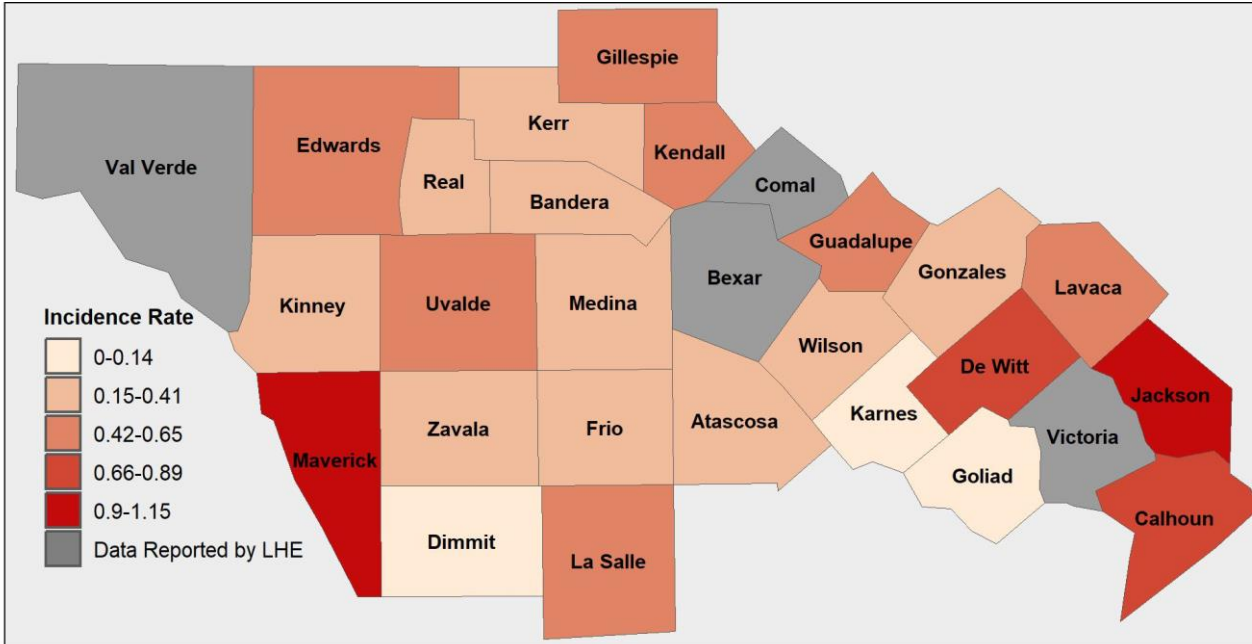 Gillespie
Kerr
Edwards
Kendall
Val Verde
Real
Comal
Bandera
Guadalupe
Gonzales
Bexar
Lavaca
Kinney
Uvalde
Medina
Wilson
De Witt
Jackson
Karnes
Atascosa
Zavala
Frio
Victoria
Maverick
Goliad
Calhoun
Dimmit
La Salle
Incidence Rate
0-0.14
0.15-0.41
0.42-0.65
0.66-0.89
0.9-1.15
Data Reported by LHE